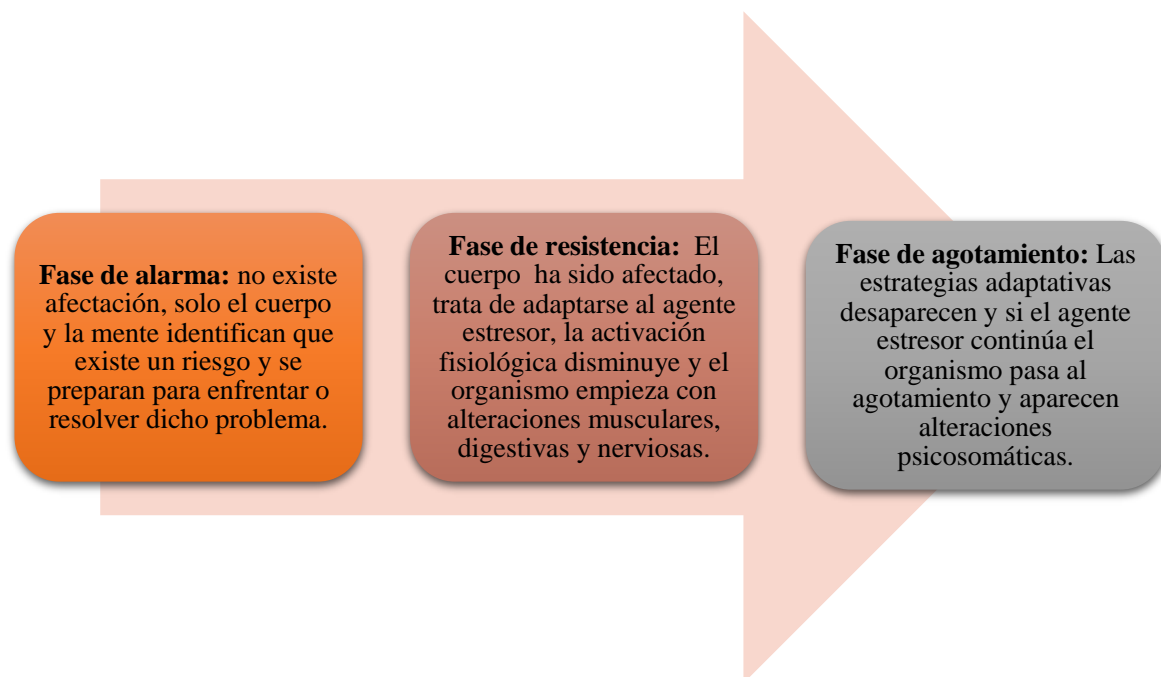 Fase de alarma: no existe
afectación, solo el cuerpo
y la mente identifican que
existe un riesgo y se
preparan para enfrentar o
resolver dicho problema.
Fase de resistencia: El
cuerpo ha sido afectado,
trata de adaptarse al agente
estresor, la activación
fisiológica disminuye y el
organismo empieza con
alteraciones musculares,
digestivas y nerviosas.
Fase de agotamiento: Las
estrategias adaptativas
desaparecen y si el agente
estresor continúa el
organismo pasa al
agotamiento y aparecen
alteraciones
psicosomáticas.